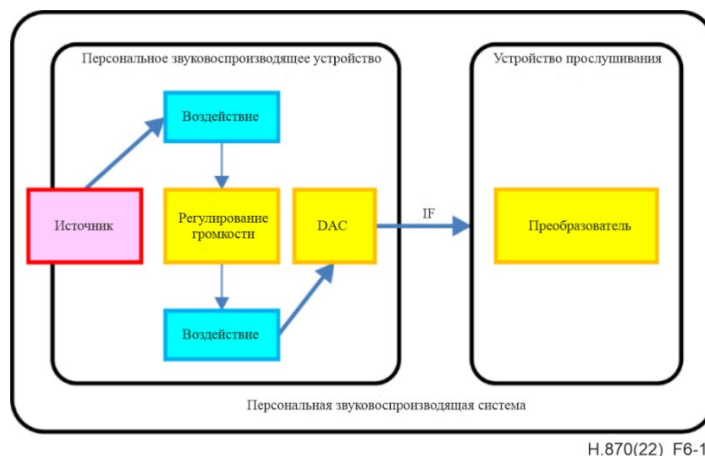 Персональное звуковоспроизводящее устройство
Устройство прослушивания
Воздействие
Источник
Регулирование
громкости
DAC
IF
Преобразователь
Воздействие
Персональная звуковоспроизводящая система
H.870(22)_F6-1